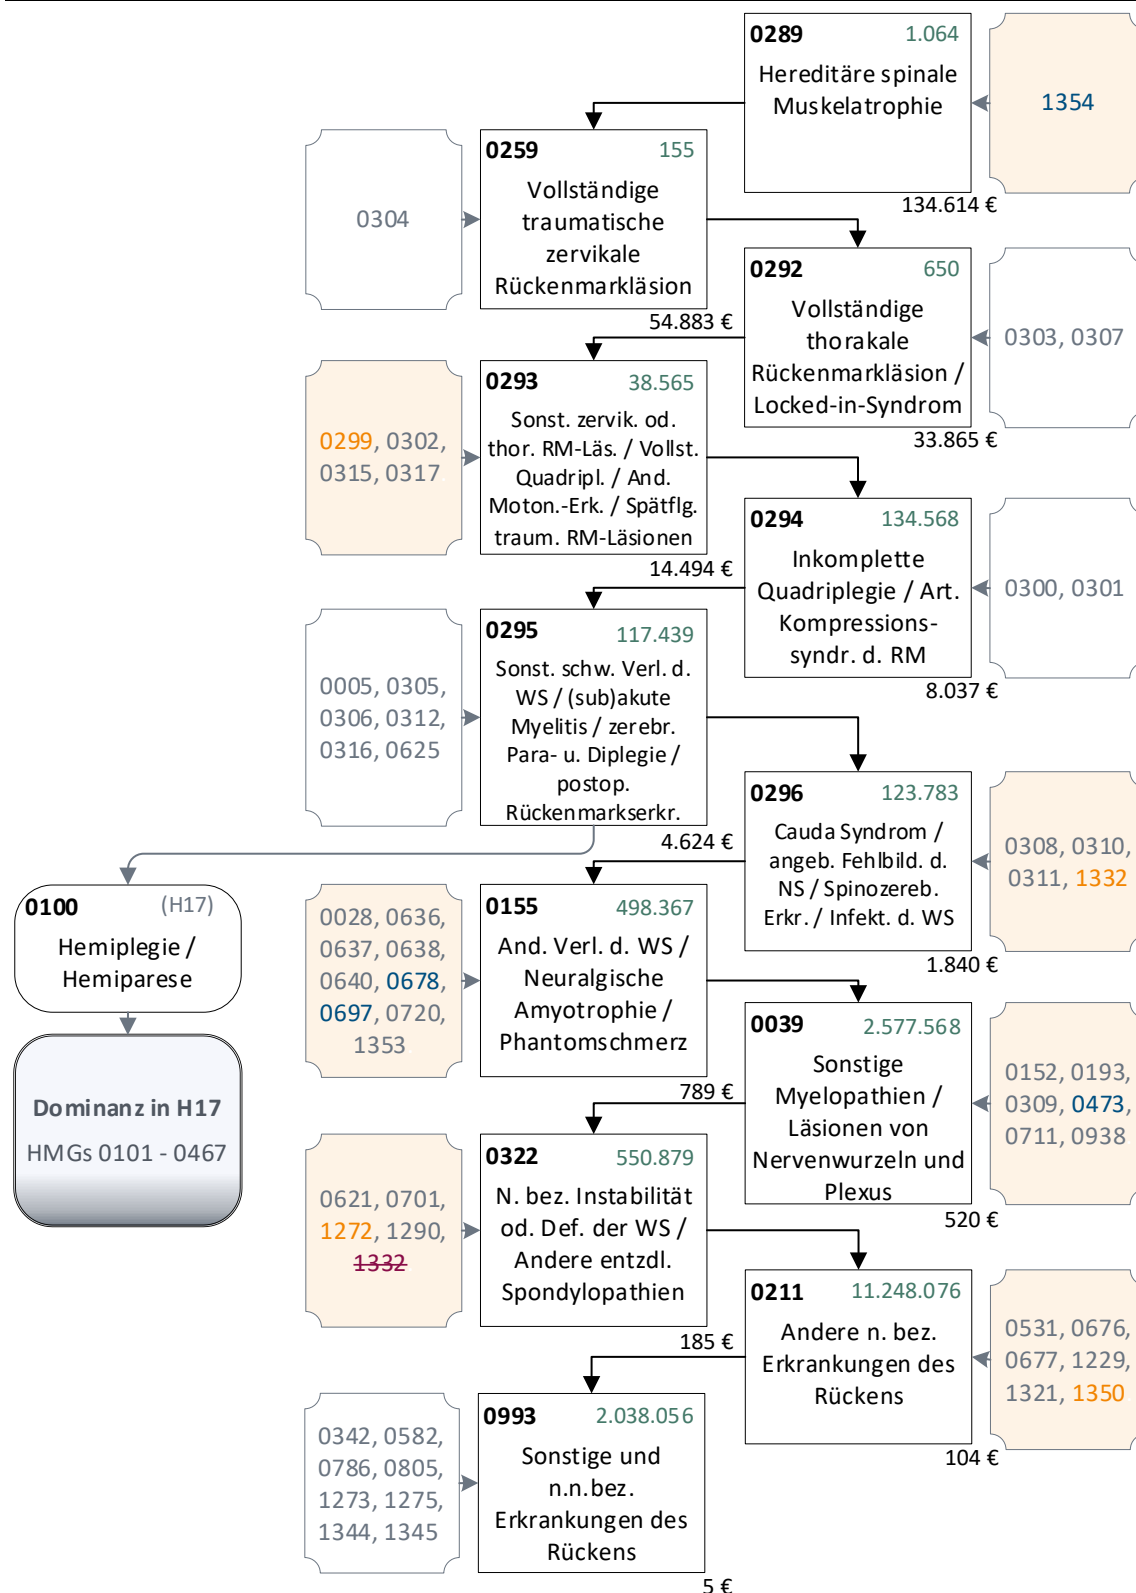 0289 1.064
Hereditäre spinale
Muskelatrophie
134.614 €
1354
0259 155
Vollständige
traumatische
zervikale
Rückenmarkläsion
54.883 €
0304
0292 650
Vollständige
thorakale
Rückenmarkläsion /
Locked-in-Syndrom
33.865 €
0303, 0307
0293 38.565
Sonst. zervik. od.
thor. RM-Läs. / Vollst.
Quadripl. / And.
Moton.-Erk. / Spätflg.
traum. RM-Läsionen
14.494 €
0299, 0302,
0315, 0317
0294 134.568
Inkomplette
Quadriplegie / Art.
Kompressions-
syndr. d. RM
8.037 €
0300, 0301
0295 117.439
Sonst. schw. Verl. d.
WS / (sub)akute
Myelitis / zerebr.
Para- u. Diplegie /
postop.
Rückenmarkserkr.
4.624 €
0005, 0305,
0306, 0312,
0316, 0625
0296 123.783
Cauda Syndrom /
angeb. Fehlbild. d.
NS / Spinozereb.
Erkr. / Infekt. d. WS
1.840 €
0308, 0310,
0311, 1332
0100 (H17)
Hemiplegie /
Hemiparese
Dominanz in H17
HMGs 0101 - 0467
0155 498.367
And. Verl. d. WS /
Neuralgische
Amyotrophie /
Phantomschmerz
789 €
0028, 0636,
0637, 0638,
0640, 0678,
0697, 0720,
1353
0039 2.577.568
Sonstige
Myelopathien /
Läsionen von
Nervenwurzeln und
Plexus
520 €
0152, 0193,
0309, 0473,
0711, 0938
0322 550.879
N. bez. Instabilität
od. Def. der WS /
Andere entzdl.
Spondylopathien
185 €
0621, 0701,
1272, 1290,
1332
0211 11.248.076
Andere n. bez.
Erkrankungen des
Rückens
104 €
0531, 0676,
0677, 1229,
1321, 1350
0993 2.038.056
Sonstige und
n.n.bez.
Erkrankungen des
Rückens
5 €
0342, 0582,
0786, 0805,
1273, 1275,
1344, 1345